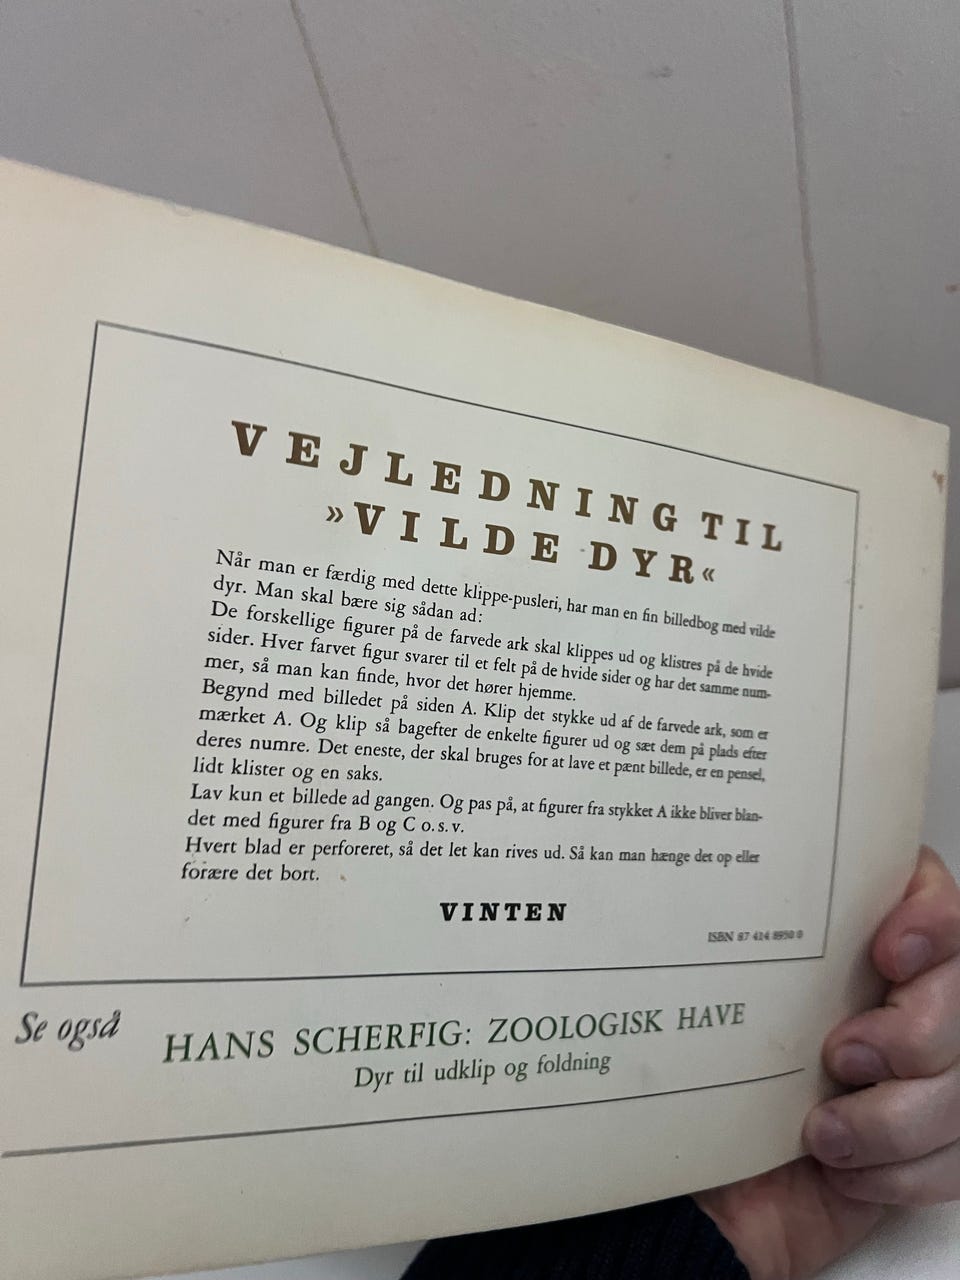 VEJLEDNING TIL
»VILDE DYR«
Når man er færdig med dette klippe-pusleri, har man en fin billedbog med vilde
dyr. Man skal bære sig sådan ad:
De forskellige figurer på de farvede ark skal klippes ud og klistres på de hvide
sider. Hver farvet figur svarer til et felt på de hvide sider og har det samme num-
mer, så man kan finde, hvor det hører hjemme.
Begynd med billedet på siden A. Klip det stykke ud af de farvede ark, som er
mærket A. Og klip så bagefter de enkelte figurer ud og sæt dem på plads efter
deres numre. Det eneste, der skal bruges for at lave et pænt billede, er en pensel,
lidt klister og en saks.
Lav kun et billede ad gangen. Og pas på, at figurer fra stykket A ikke bliver blan-
det med figurer fra B og C o.s.v.
Hvert blad er perforeret, så det let kan rives ud. Så kan man hænge det op eller
forære det bort.
VINTEN
ISBN 87 414
Se også
HANS SCHERFIG: ZOOLOGISK HAVE
Dyr til udklip og foldning